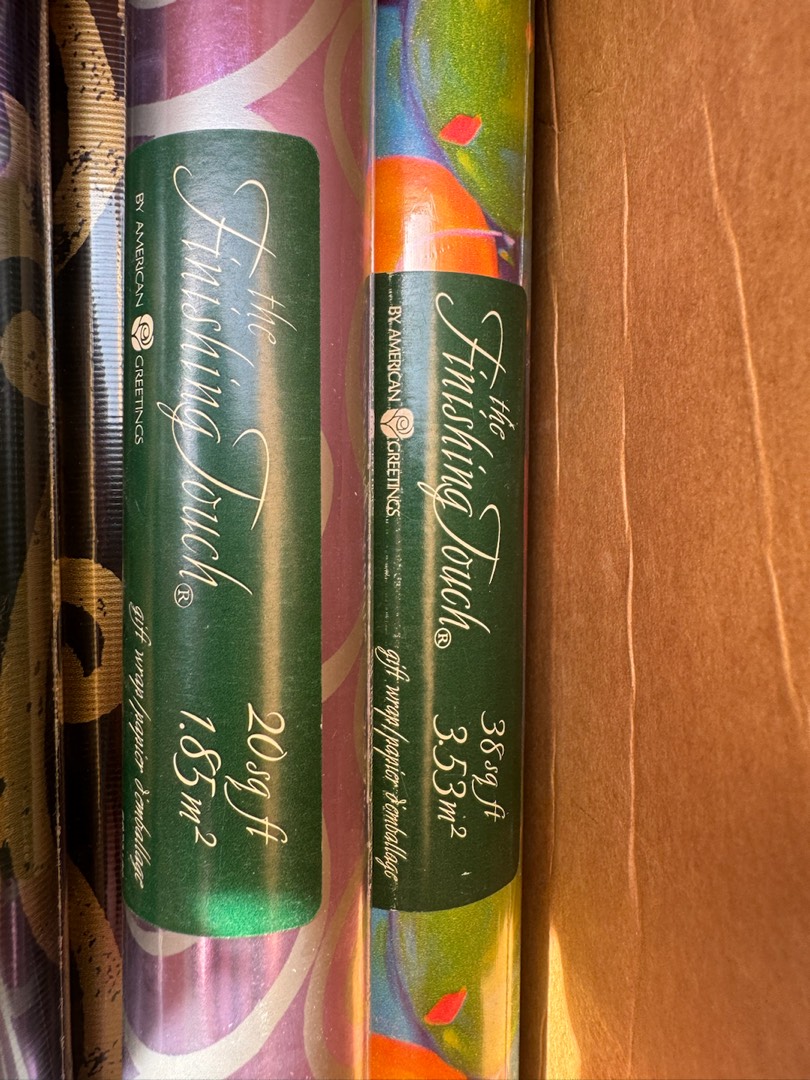 the
Finishing Touch®
BY AMERICAN GREETINGS
gift wrap/papier d'emballage
20 sq ft
1.85 m²
the
Finishing Touch®
BY AMERICAN GREETINGS
gift wrap/papier d'emballage
38 sq ft
3.53 m²